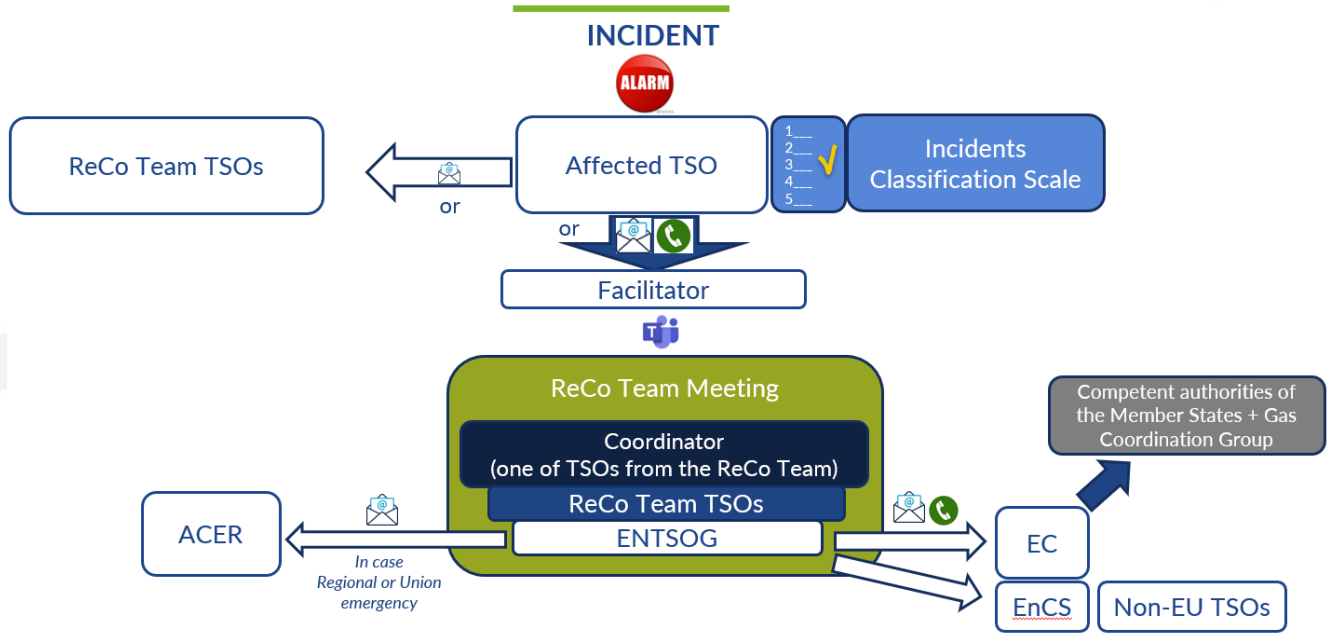 INCIDENT
ALARM
ReCo Team TSOs
Affected TSO
1___
2___
3___
4___
5___
Incidents
Classification Scale
or
or
@
Facilitator
T
ReCo Team Meeting
Coordinator
(one of TSOs from the ReCo Team)
ReCo Team TSOs
ENTSOG
Competent authorities of
the Member States + Gas
Coordination Group
@
@
ACER
In case
Regional or Union
emergency
EC
EnCS
Non-EU TSOs